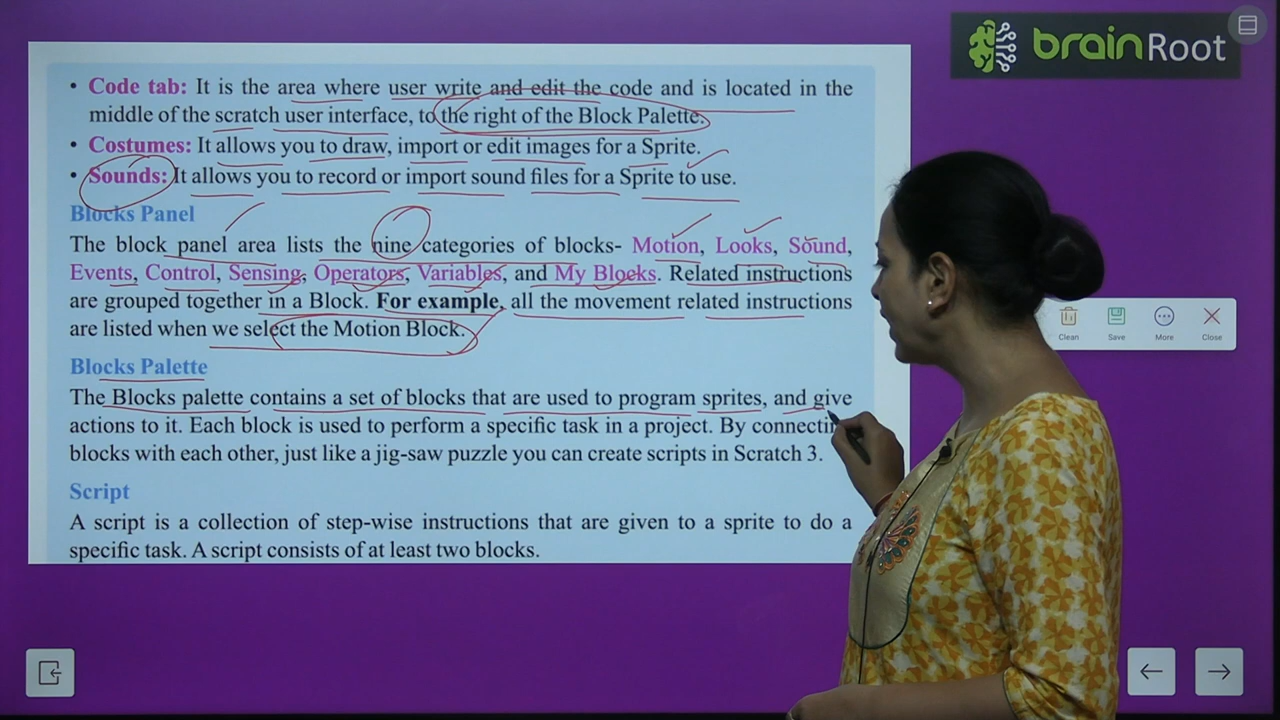 brainRoot
• Code tab: It is the area where user write and edit the code and is located in the
middle of the scratch user interface, to the right of the Block Palette.
• Costumes: It allows you to draw, import or edit images for a Sprite.
• Sounds: It allows you to record or import sound files for a Sprite to use.
Blocks Panel
The block panel area lists the nine categories of blocks- Motion, Looks, Sound,
Events, Control, Sensing, Operators, Variables, and My Blocks. Related instructions
are grouped together in a Block. For example, all the movement related instructions
are listed when we select the Motion Block.
Clean Save More Close
Blocks Palette
The Blocks palette contains a set of blocks that are used to program sprites, and give
actions to it. Each block is used to perform a specific task in a project. By connectin
blocks with each other, just like a jig-saw puzzle you can create scripts in Scratch 3.
Script
A script is a collection of step-wise instructions that are given to a sprite to do a
specific task. A script consists of at least two blocks.